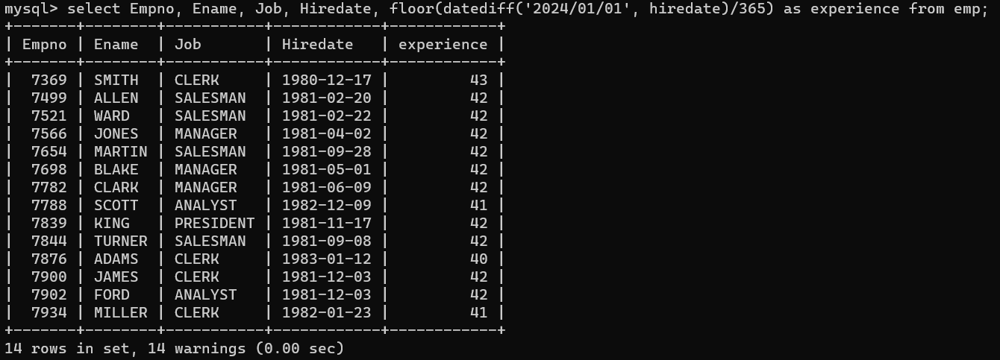 mysql> select Empno, Ename, Job, Hiredate, floor(datediff('2024/01/01', hiredate)/365) as experience from emp;
+-------+--------+-----------+------------+------------+
| Empno | Ename  | Job       | Hiredate   | experience |
+-------+--------+-----------+------------+------------+
|  7369 | SMITH  | CLERK     | 1980-12-17 |         43 |
|  7499 | ALLEN  | SALESMAN  | 1981-02-20 |         42 |
|  7521 | WARD   | SALESMAN  | 1981-02-22 |         42 |
|  7566 | JONES  | MANAGER   | 1981-04-02 |         42 |
|  7654 | MARTIN | SALESMAN  | 1981-09-28 |         42 |
|  7698 | BLAKE  | MANAGER   | 1981-05-01 |         42 |
|  7782 | CLARK  | MANAGER   | 1981-06-09 |         42 |
|  7788 | SCOTT  | ANALYST   | 1982-12-09 |         41 |
|  7839 | KING   | PRESIDENT | 1981-11-17 |         42 |
|  7844 | TURNER | SALESMAN  | 1981-09-08 |         42 |
|  7876 | ADAMS  | CLERK     | 1983-01-12 |         40 |
|  7900 | JAMES  | CLERK     | 1981-12-03 |         42 |
|  7902 | FORD   | ANALYST   | 1981-12-03 |         42 |
|  7934 | MILLER | CLERK     | 1982-01-23 |         41 |
+-------+--------+-----------+------------+------------+
14 rows in set, 14 warnings (0.00 sec)